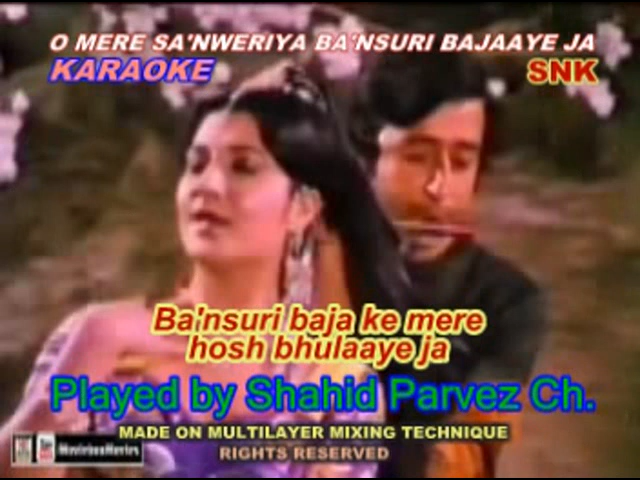 O MERE SA'NWERIYA BA'NSURI BAJAAYE JA
KARAOKE
SNK
Ba'nsuri baja ke mere
hosh bhulaaye ja
Played by Shahid Parvez Ch.
MADE ON MULTILAYER MIXING TECHNIQUE
RIGHTS RESERVED